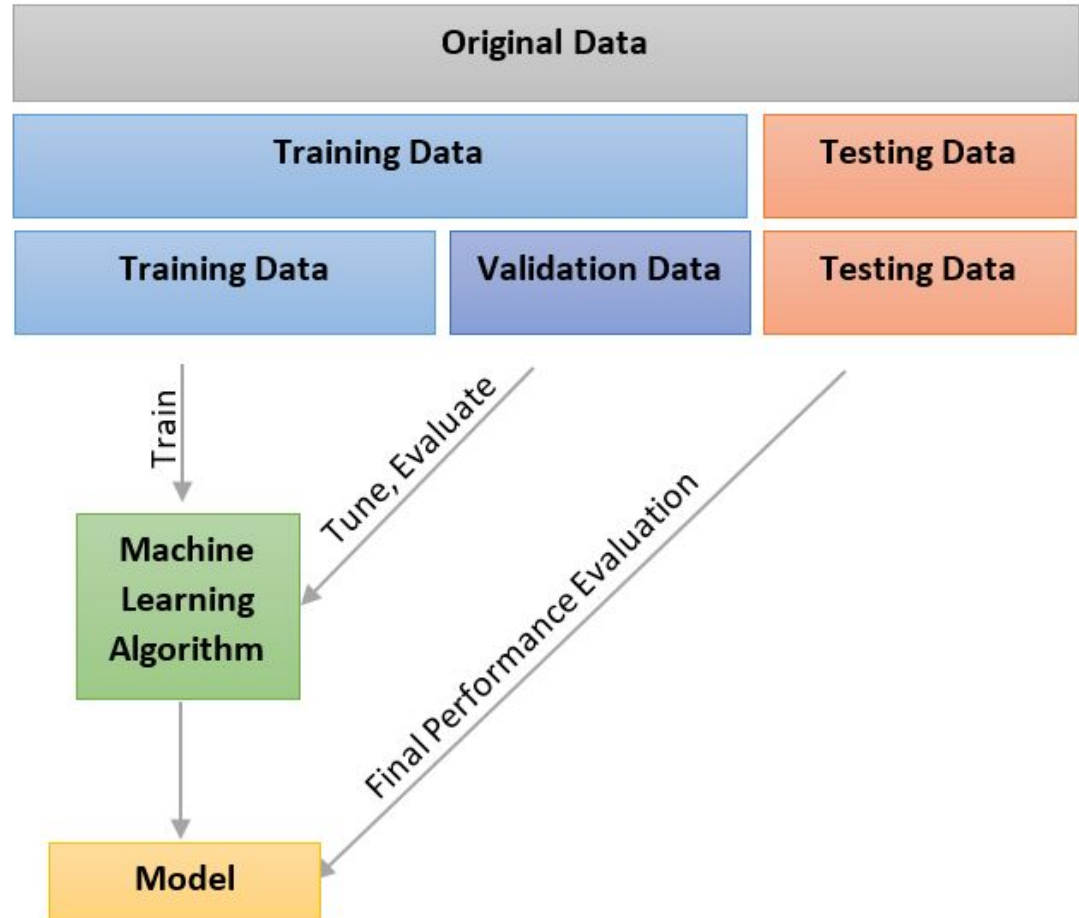 Original Data
Training Data
Testing Data
Training Data
Validation Data
Testing Data
Train
Tune, Evaluate
Final Performance Evaluation
Machine
Learning
Algorithm
Model